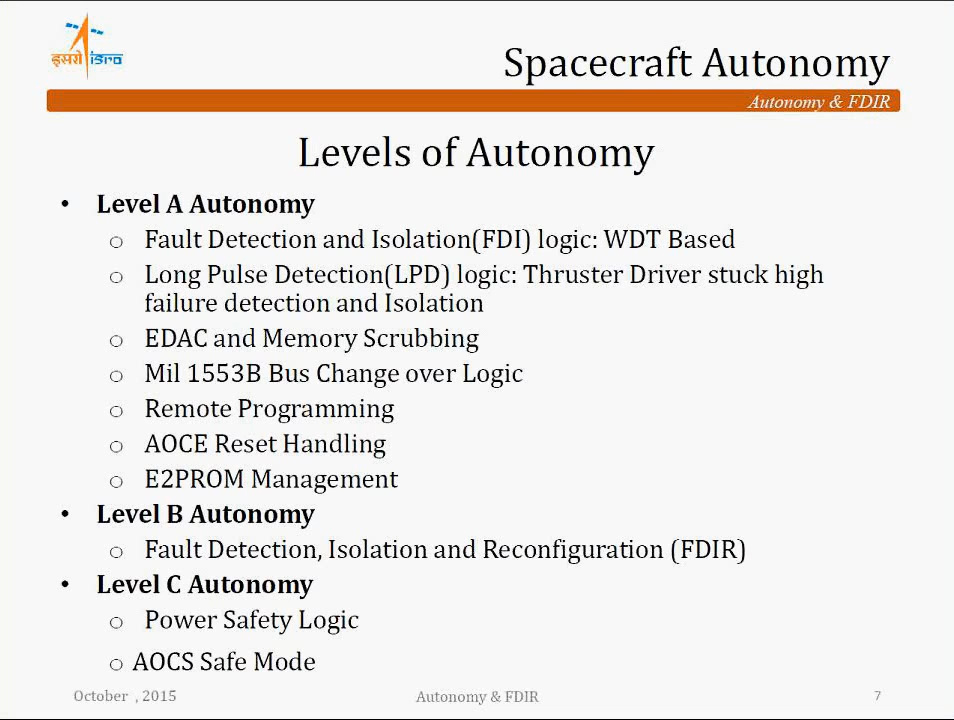 इसरो isro
Spacecraft Autonomy
Autonomy & FDIR
Levels of Autonomy
• Level A Autonomy
o Fault Detection and Isolation(FDI) logic: WDT Based
o Long Pulse Detection(LPD) logic: Thruster Driver stuck high
failure detection and Isolation
o EDAC and Memory Scrubbing
o Mil 1553B Bus Change over Logic
o Remote Programming
o AOCE Reset Handling
o E2PROM Management
• Level B Autonomy
o Fault Detection, Isolation and Reconfiguration (FDIR)
• Level C Autonomy
o Power Safety Logic
o AOCS Safe Mode
October , 2015 Autonomy & FDIR 7